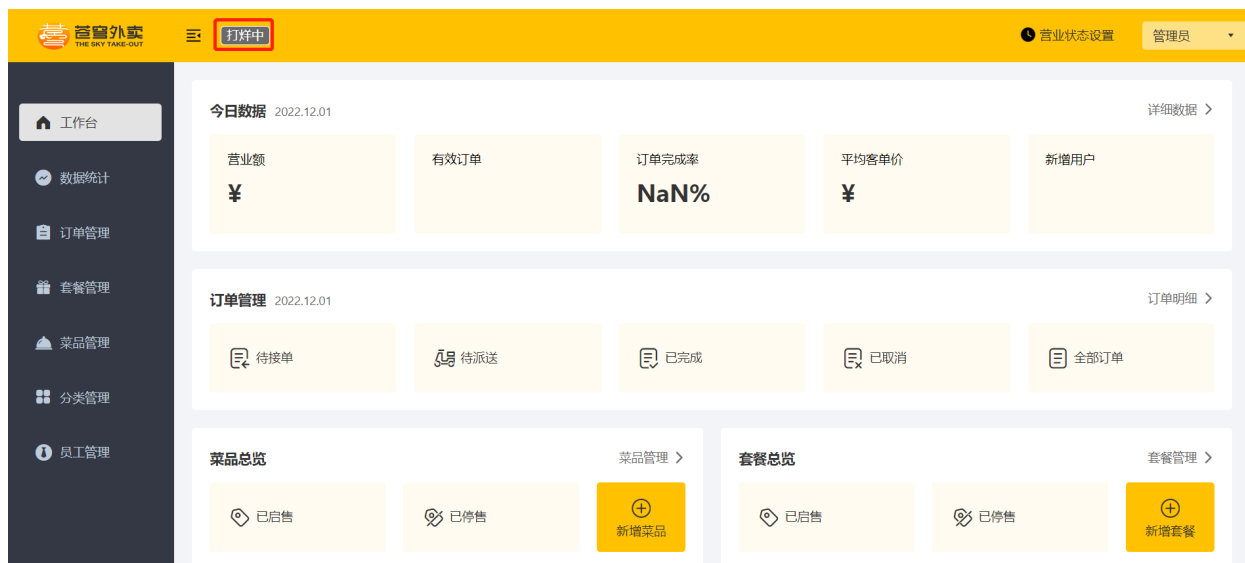 苍穹外卖
THE SKY TAKE-OUT
打烊中
营业状态设置
管理员
工作台
数据统计
订单管理
套餐管理
菜品管理
分类管理
员工管理
今日数据 2022.12.01
详细数据
营业额
有效订单
订单完成率
平均客单价
新增用户
¥
NaN%
¥
订单管理 2022.12.01
订单明细
待接单
待派送
已完成
已取消
全部订单
菜品总览
菜品管理
已启售
已停售
新增菜品
套餐总览
套餐管理
已启售
已停售
新增套餐